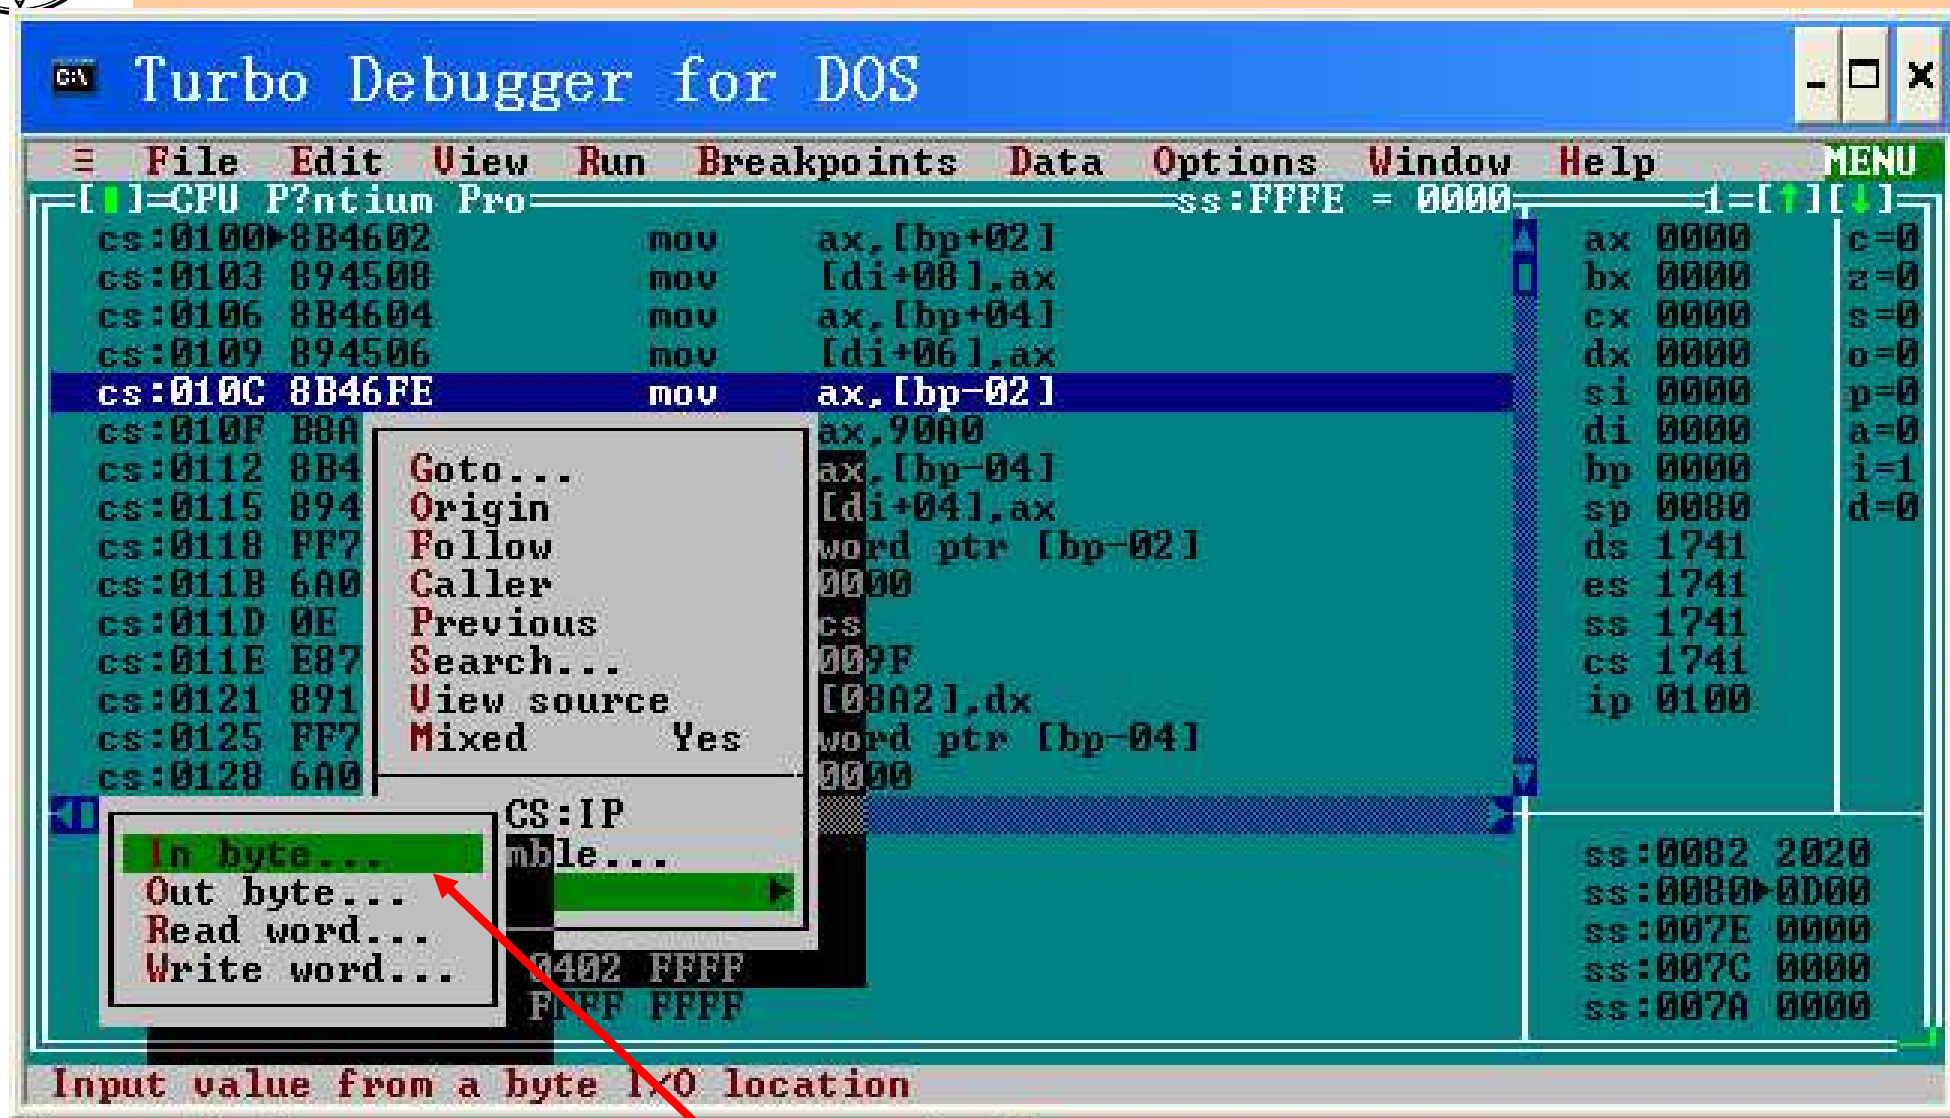 C:\ Turbo Debugger for DOS
≡ File Edit View Run Breakpoints Data Options Window Help MENU
[▮]=CPU P?ntium Pro ss:FFFE = 0000 1=[↑][↓]
cs:0100►8B4602 mov ax,[bp+02] ax 0000 c=0
cs:0103 894508 mov [di+08],ax bx 0000 z=0
cs:0106 8B4604 mov ax,[bp+04] cx 0000 s=0
cs:0109 894506 mov [di+06],ax dx 0000 o=0
cs:010C 8B46FE mov ax,[bp-02] si 0000 p=0
cs:010F B8A ax,90A0 di 0000 a=0
cs:0112 8B4 Goto... ax,[bp-04] bp 0000 i=1
cs:0115 894 Origin [di+04],ax sp 0080 d=0
cs:0118 FF7 Follow word ptr [bp-02] ds 1741
cs:011B 6A0 Caller 0000 es 1741
cs:011D 0E Previous cs ss 1741
cs:011E E87 Search... 009F cs 1741
cs:0121 891 View source [08A2],dx ip 0100
cs:0125 FF7 Mixed Yes word ptr [bp-04]
cs:0128 6A0 0000
CS:IP
In byte... mble... ss:0082 2020
Out byte... ► ss:0080►0D00
Read word... ss:007E 0000
Write word... 0402 FFFF ss:007C 0000
FFFF FFFF ss:007A 0000
Input value from a byte I/O location